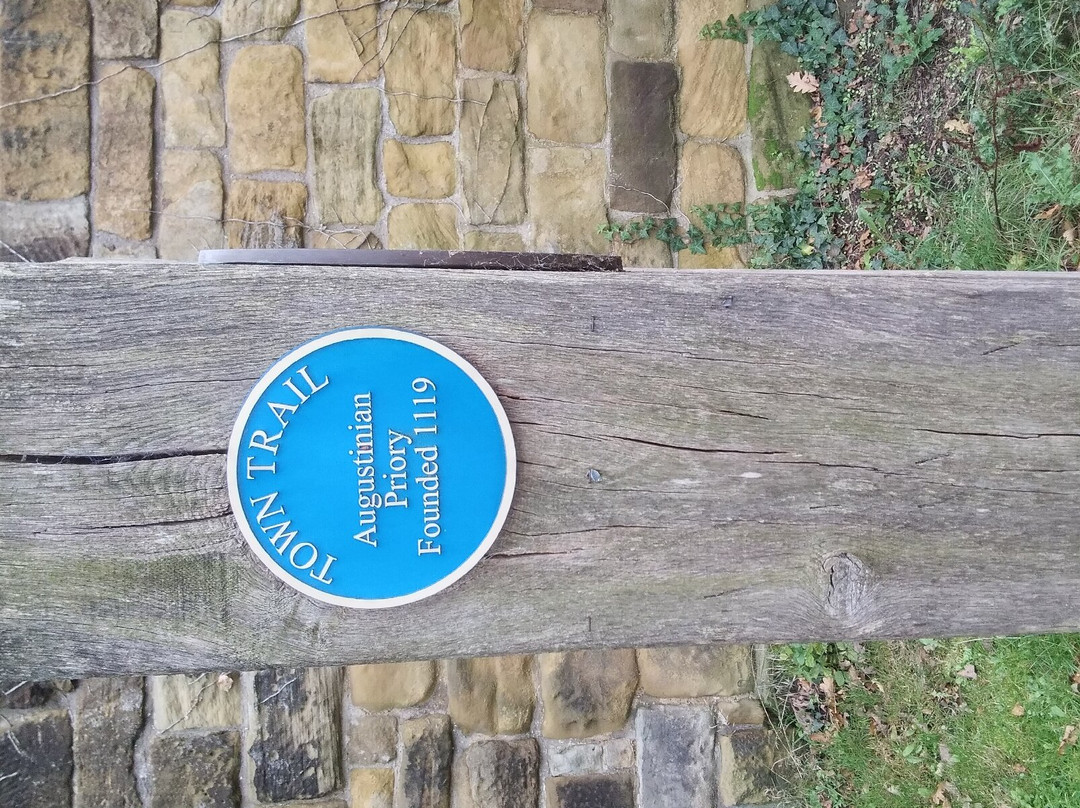 TOWN TRAIL
Augustinian
Priory
Founded 1119